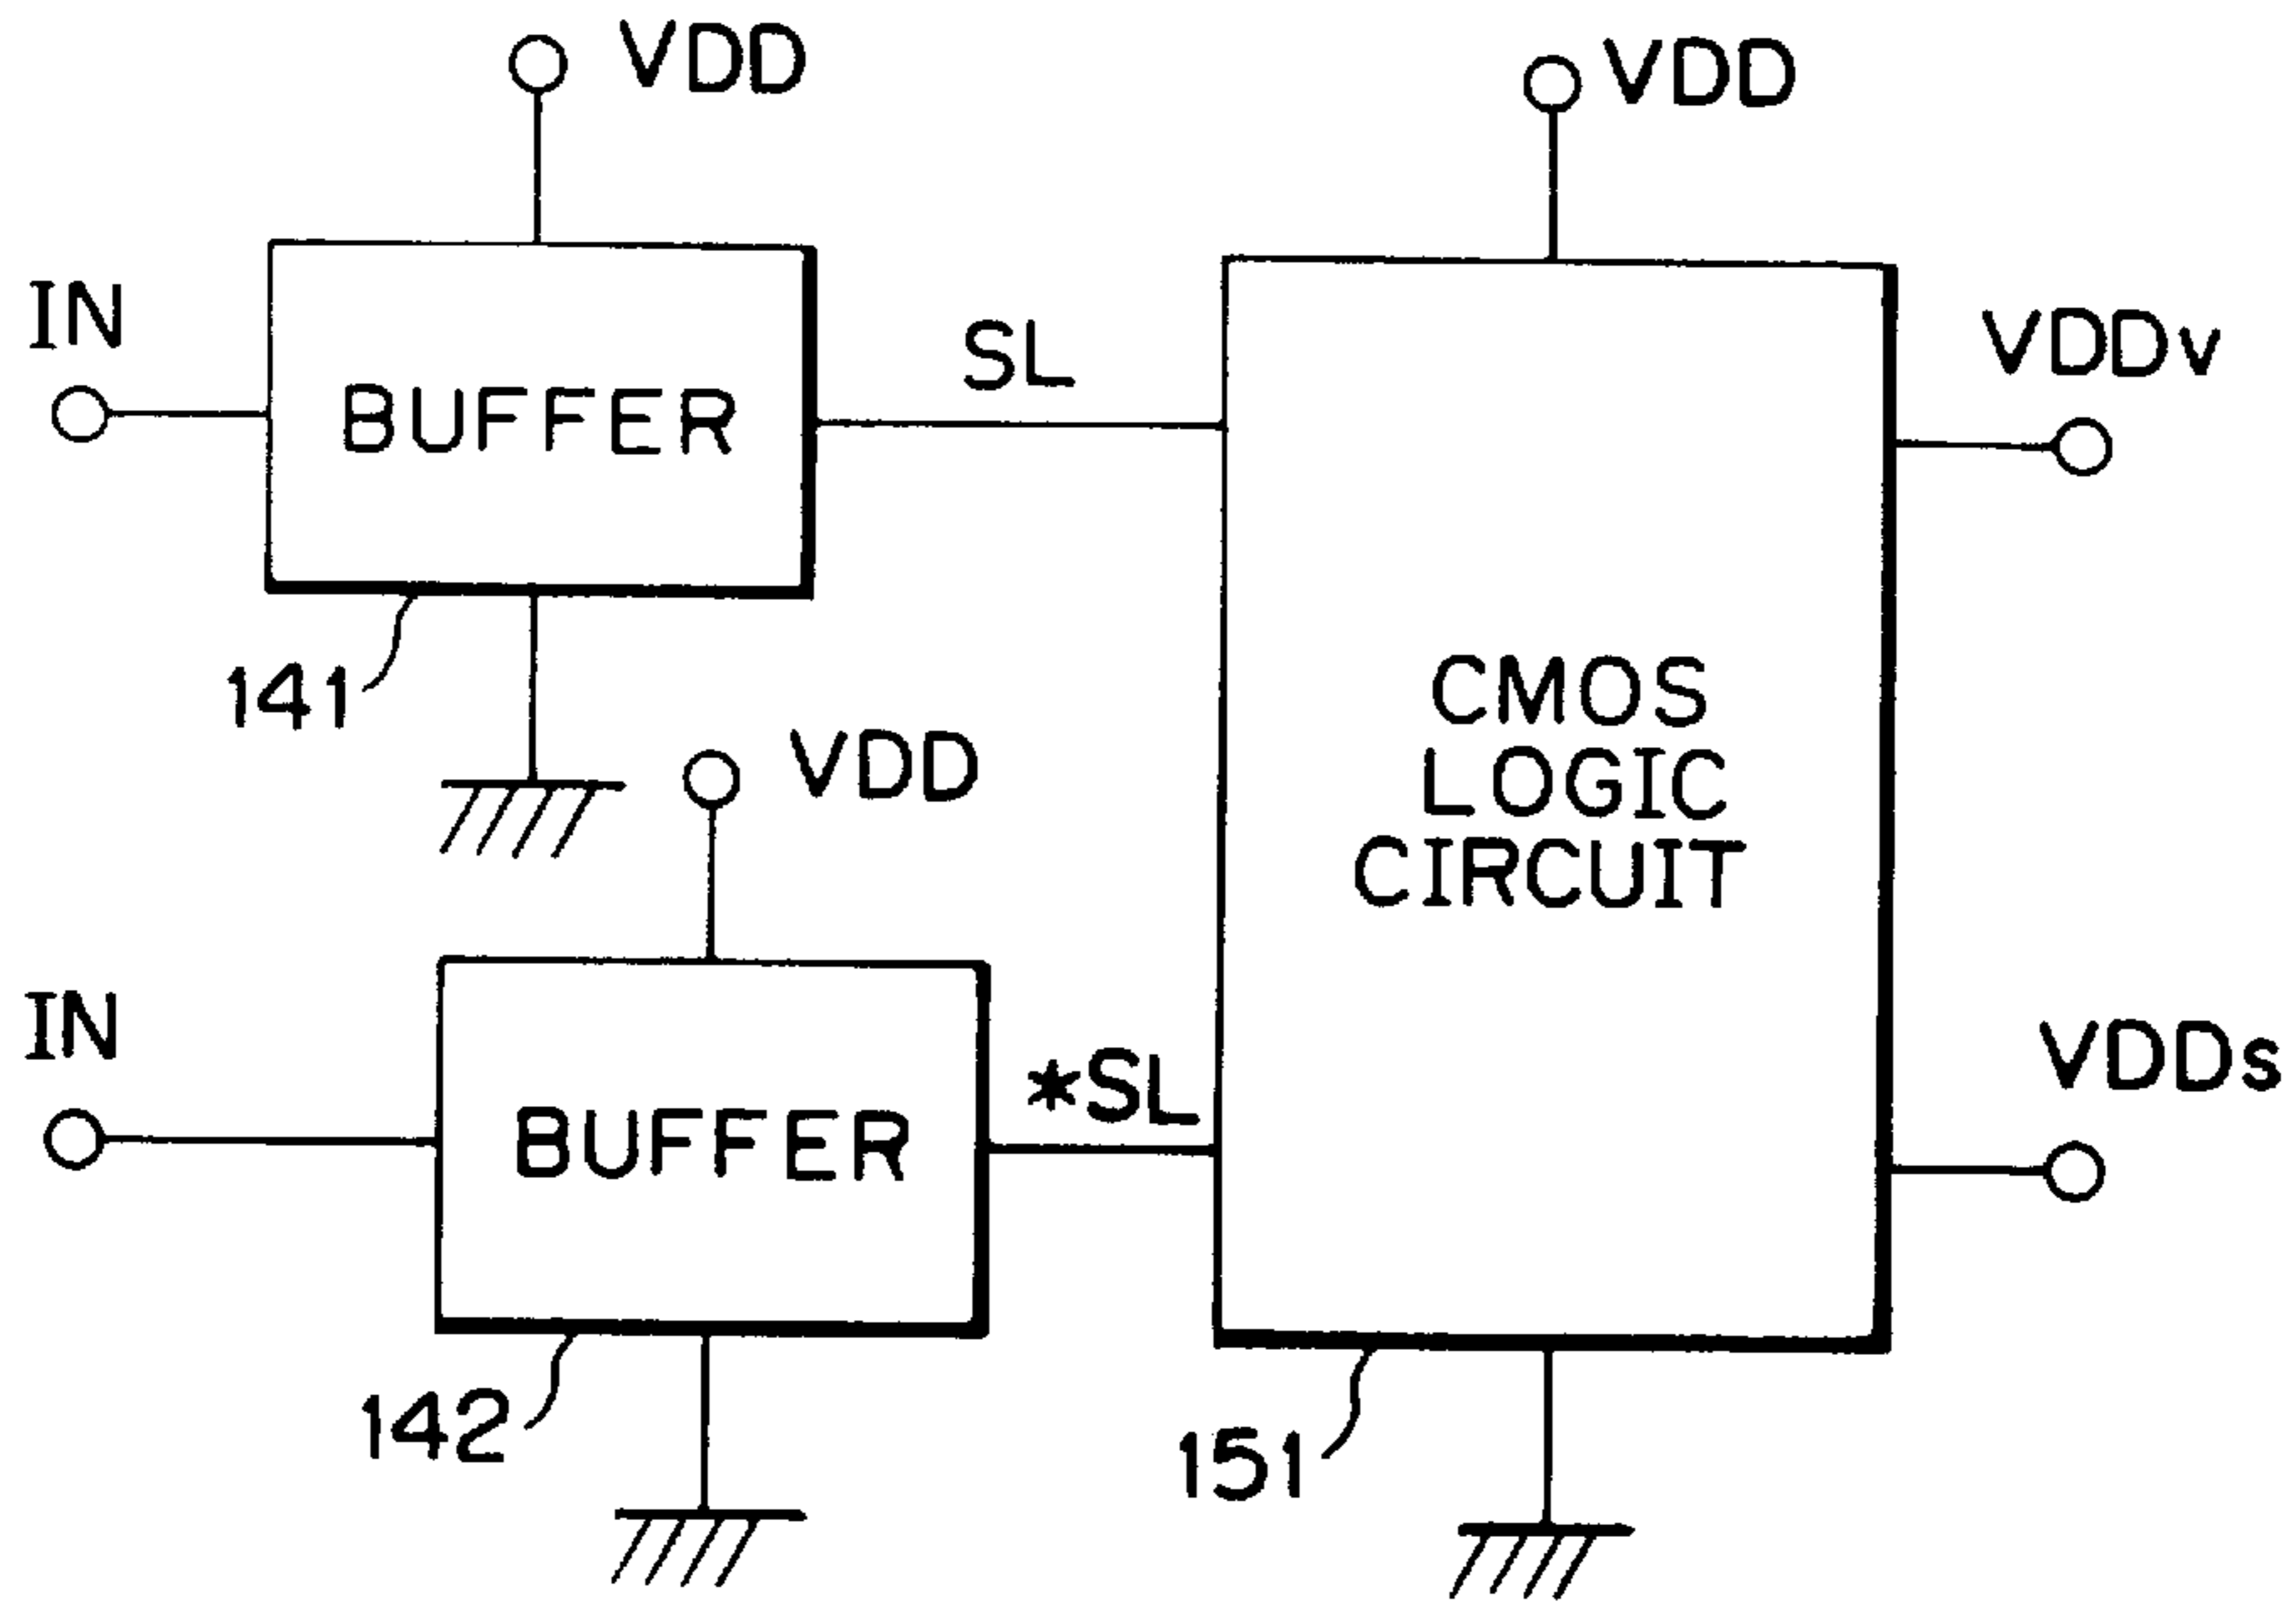 VDD
VDD
IN
BUFFER
SL
VDDv
141
CMOS
LOGIC
CIRCUIT
VDD
IN
BUFFER
*SL
VDDs
142
151